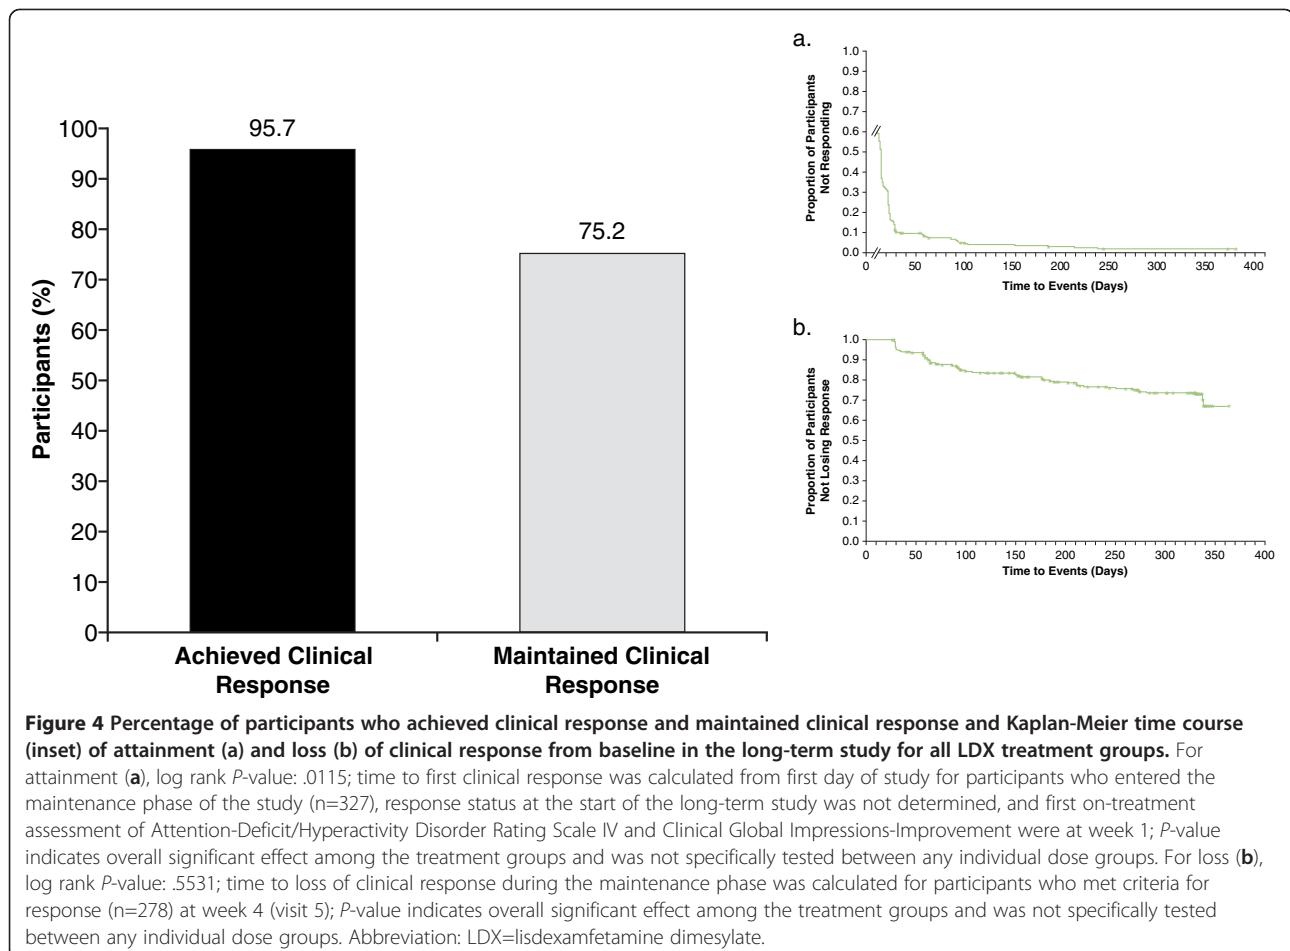 100
90
80
70
60
50
40
30
20
10
0
Participants (%)
95.7
75.2
Achieved Clinical
Response
Maintained Clinical
Response
a.
1.0
0.9
0.8
0.7
0.6
0.5
0.4
0.3
0.2
0.1
0.0
Proportion of Participants
Not Responding
0 50 100 150 200 250 300 350 400
Time to Events (Days)
b.
1.0
0.9
0.8
0.7
0.6
0.5
0.4
0.3
0.2
0.1
0.0
Proportion of Participants
Not Losing Response
0 50 100 150 200 250 300 350 400
Time to Events (Days)
Figure 4 Percentage of participants who achieved clinical response and maintained clinical response and Kaplan-Meier time course
(inset) of attainment (a) and loss (b) of clinical response from baseline in the long-term study for all LDX treatment groups. For
attainment (a), log rank P-value: .0115; time to first clinical response was calculated from first day of study for participants who entered the
maintenance phase of the study (n=327), response status at the start of the long-term study was not determined, and first on-treatment
assessment of Attention-Deficit/Hyperactivity Disorder Rating Scale IV and Clinical Global Impressions-Improvement were at week 1; P-value
indicates overall significant effect among the treatment groups and was not specifically tested between any individual dose groups. For loss (b),
log rank P-value: .5531; time to loss of clinical response during the maintenance phase was calculated for participants who met criteria for
response (n=278) at week 4 (visit 5); P-value indicates overall significant effect among the treatment groups and was not specifically tested
between any individual dose groups. Abbreviation: LDX=lisdexamfetamine dimesylate.